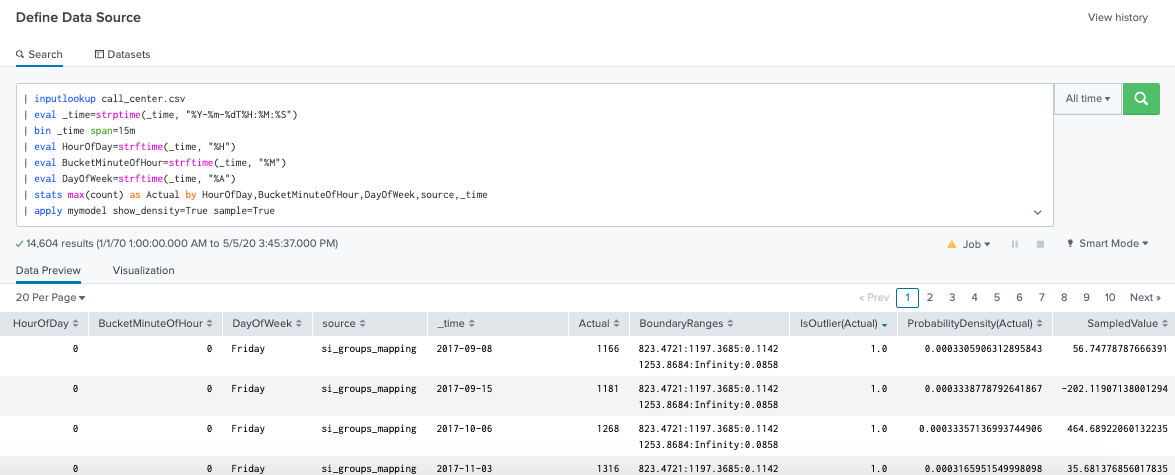 Define Data Source
View history
Search
Datasets
| inputlookup call_center.csv
| eval _time=strptime(_time, "%Y-%m-%dT%H:%M:%S")
| bin _time span=15m
| eval HourOfDay=strftime(_time, "%H")
| eval BucketMinuteOfHour=strftime(_time, "%M")
| eval DayOfWeek=strftime(_time, "%A")
| stats max(count) as Actual by HourOfDay,BucketMinuteOfHour,DayOfWeek,source,_time
| apply mymodel show_density=True sample=True
All time
14,604 results (1/1/70 1:00:00.000 AM to 5/5/20 3:45:37.000 PM)
Job
Smart Mode
Data Preview
Visualization
20 Per Page
« Prev 1 2 3 4 5 6 7 8 9 10 Next »
HourOfDay BucketMinuteOfHour DayOfWeek source _time Actual BoundaryRanges IsOutlier(Actual) ProbabilityDensity(Actual) SampledValue
0 0 Friday si_groups_mapping 2017-09-08 1166 823.4721:1197.3685:0.1142 1.0 0.0003305906312895843 56.74778787666391
1253.8684:Infinity:0.0858
0 0 Friday si_groups_mapping 2017-09-15 1181 823.4721:1197.3685:0.1142 1.0 0.0003338778792641867 -202.11907138001294
1253.8684:Infinity:0.0858
0 0 Friday si_groups_mapping 2017-10-06 1268 823.4721:1197.3685:0.1142 1.0 0.00033357136993744906 464.68922060132235
1253.8684:Infinity:0.0858
0 0 Friday si_groups_mapping 2017-11-03 1316 823.4721:1197.3685:0.1142 1.0 0.0003165951549998098 35.681376856017835